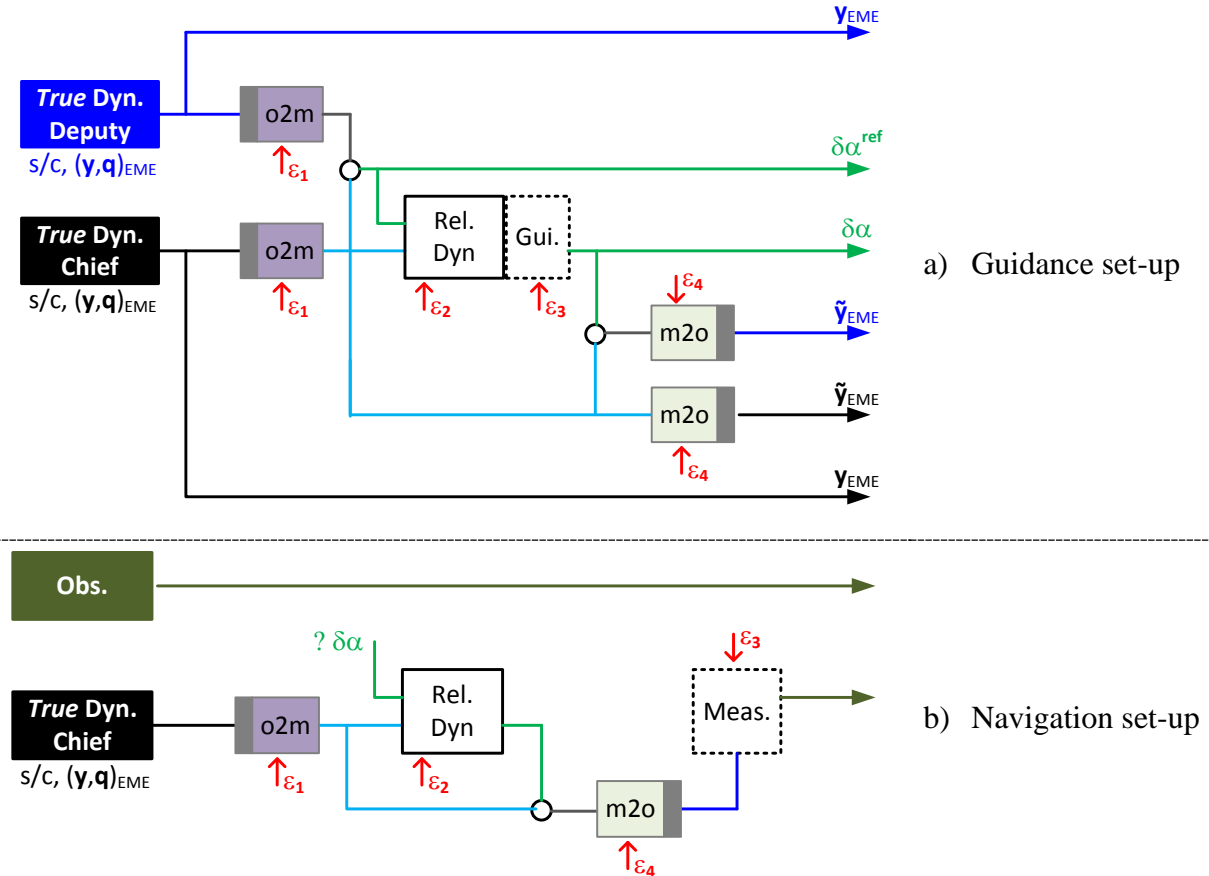 yEME
True Dyn.
Deputy
s/c, (y,q)EME
o2m
ε1
δαref
True Dyn.
Chief
s/c, (y,q)EME
o2m
ε1
Rel.
Dyn
Gui.
ε2
ε3
δα
a) Guidance set-up
ε4
m2o
ỹEME
m2o
ε4
ỹEME
yEME
Obs.
? δα
True Dyn.
Chief
s/c, (y,q)EME
o2m
ε1
Rel.
Dyn
ε2
ε3
Meas.
b) Navigation set-up
m2o
ε4